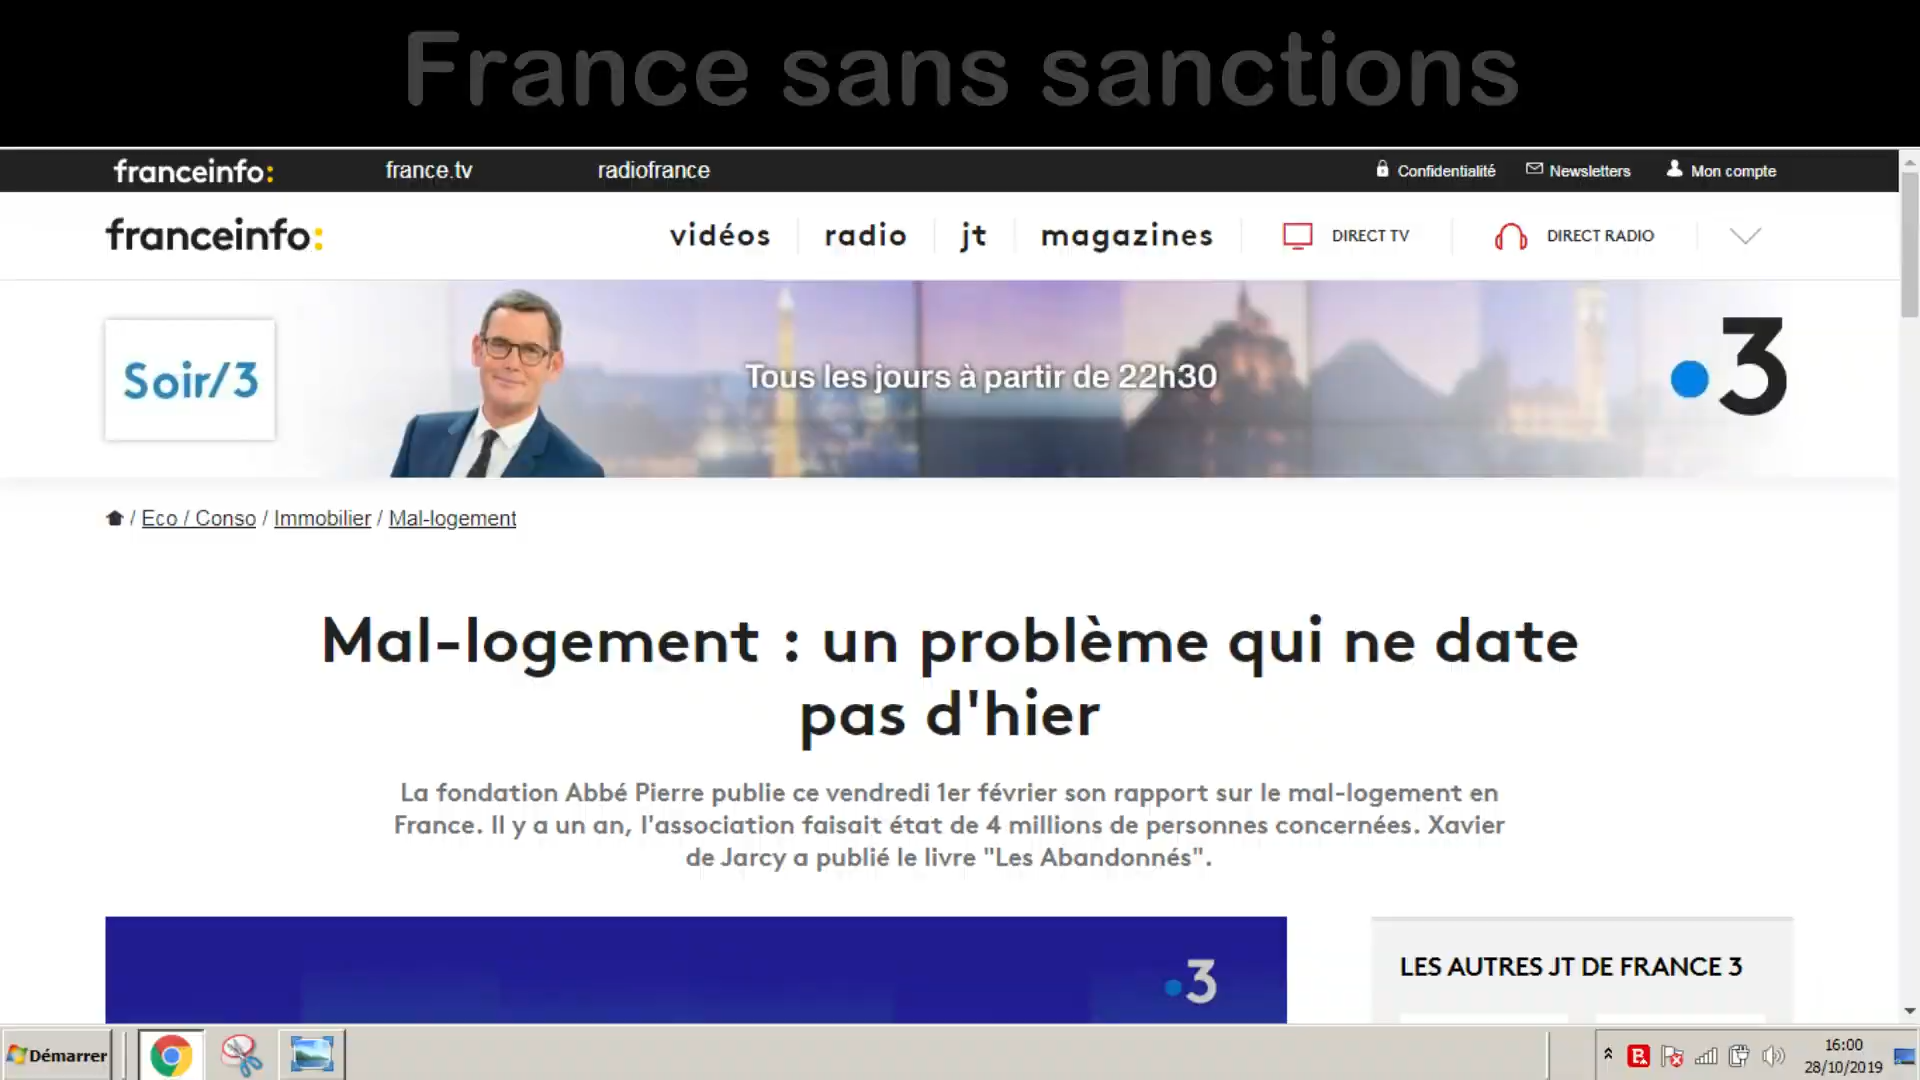 France sans sanctions
franceinfo: france.tv radiofrance Confidentialité Newsletters Mon compte
franceinfo: vidéos radio jt magazines DIRECT TV DIRECT RADIO
Soir/3
Tous les jours à partir de 22h30
3
/ Eco / Conso / Immobilier / Mal-logement
Mal-logement : un problème qui ne date
pas d'hier
La fondation Abbé Pierre publie ce vendredi 1er février son rapport sur le mal-logement en
France. Il y a un an, l'association faisait état de 4 millions de personnes concernées. Xavier
de Jarcy a publié le livre "Les Abandonnés".
3
LES AUTRES JT DE FRANCE 3
Démarrer
16:00
28/10/2019